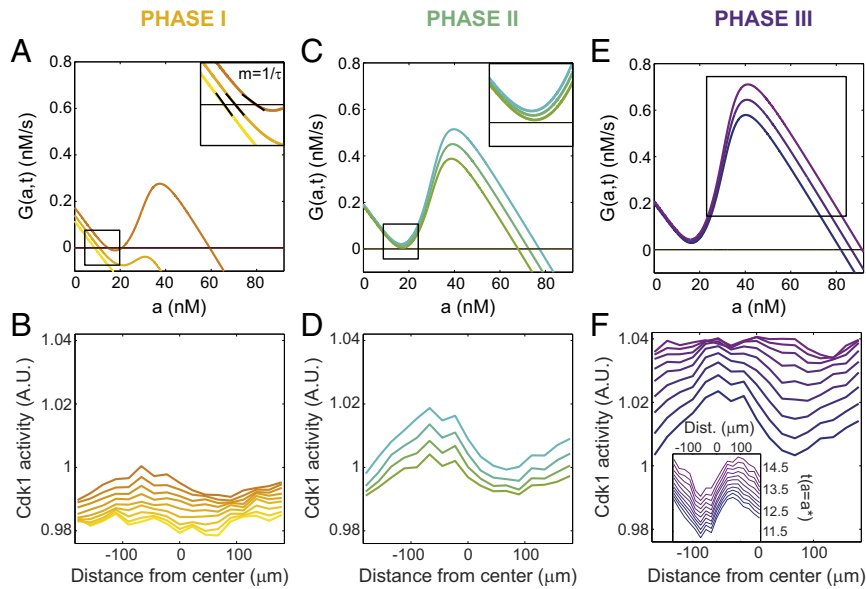 PHASE I
PHASE II
PHASE III
A
C
E
G(a,t) (nM/s)
0.8
0.6
0.4
0.2
0
m=1/τ
0 20 40 60 80
a (nM)
G(a,t) (nM/s)
0.8
0.6
0.4
0.2
0
0 20 40 60 80
a (nM)
G(a,t) (nM/s)
0.8
0.6
0.4
0.2
0
0 20 40 60 80
a (nM)
B
D
F
Cdk1 activity (A.U.)
1.04
1.02
1
0.98
-100 0 100
Distance from center (μm)
Cdk1 activity (A.U.)
1.04
1.02
1
0.98
-100 0 100
Distance from center (μm)
Cdk1 activity (A.U.)
1.04
1.02
1
0.98
Dist. (μm)
-100 0 100
14.5
13.5
12.5
11.5
t(a=a*)
-100 0 100
Distance from center (μm)